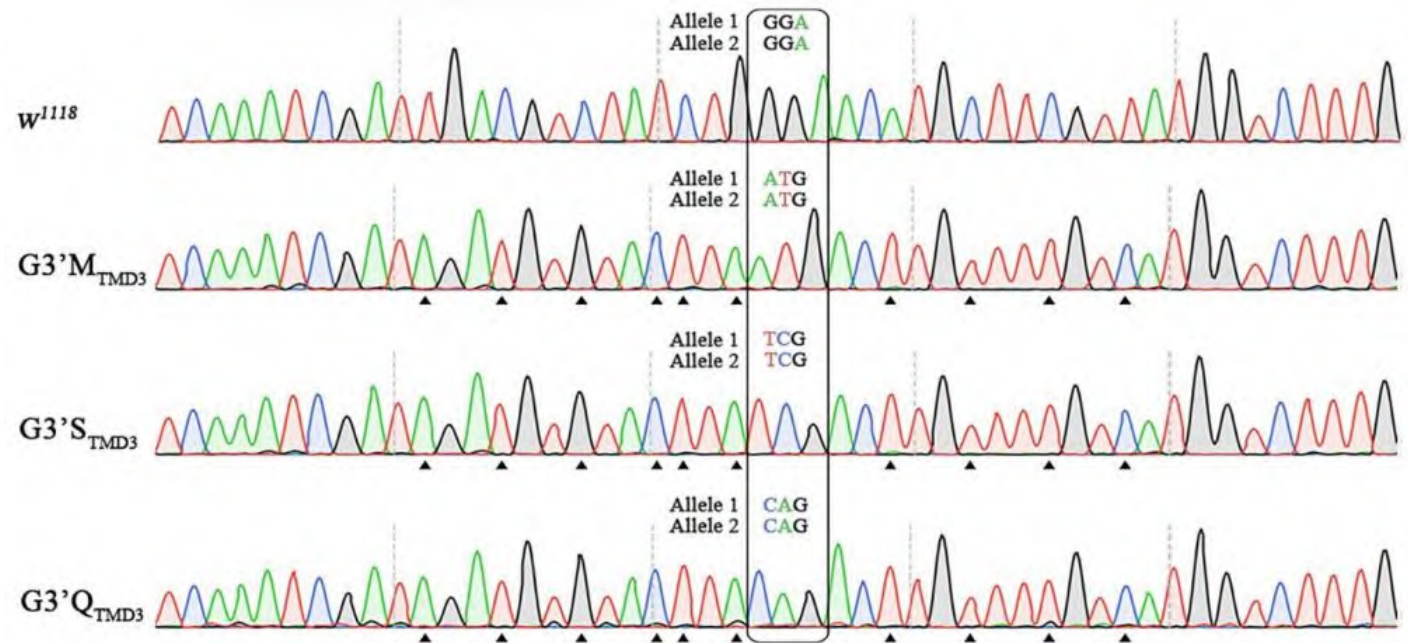 Allele 1 GGA
Allele 2 GGA
w1118
Allele 1 ATG
Allele 2 ATG
G3'MTMD3
Allele 1 TCG
Allele 2 TCG
G3'STMD3
Allele 1 CAG
Allele 2 CAG
G3'QTMD3